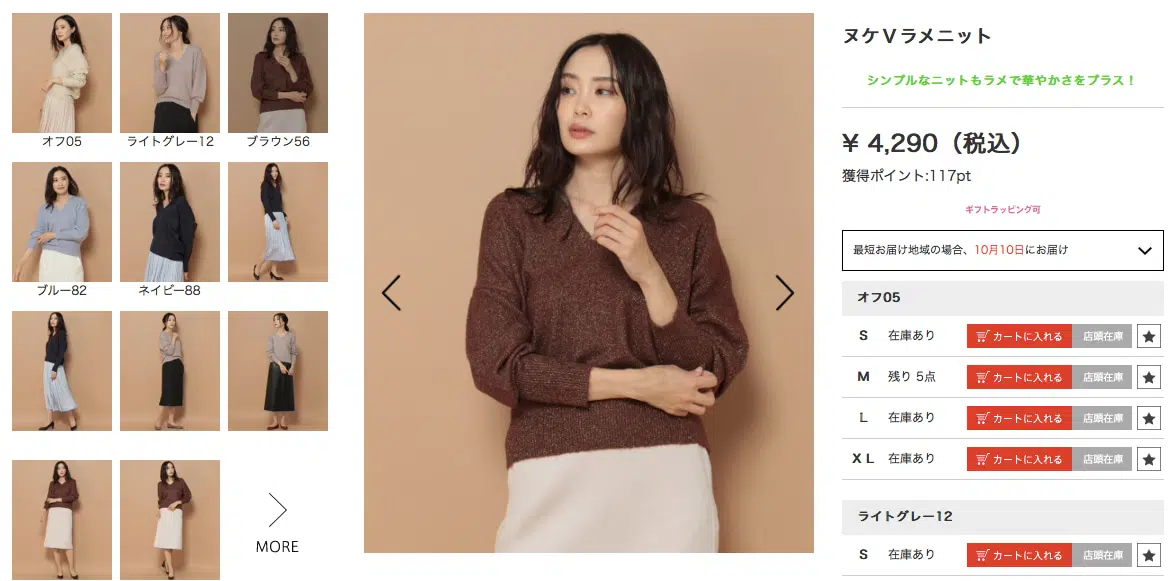 オフ05
ライトグレー12
ブラウン56
ブルー82
ネイビー88
MORE
ヌケVラメニット
シンプルなニットもラメで華やかさをプラス！
¥ 4,290（税込）
獲得ポイント:117pt
ギフトラッピング可
最短お届け地域の場合、10月10日にお届け
オフ05
S 在庫あり カートに入れる 店頭在庫 ★
M 残り 5点 カートに入れる 店頭在庫 ★
L 在庫あり カートに入れる 店頭在庫 ★
XL 在庫あり カートに入れる 店頭在庫 ★
ライトグレー12
S 在庫あり カートに入れる 店頭在庫 ★